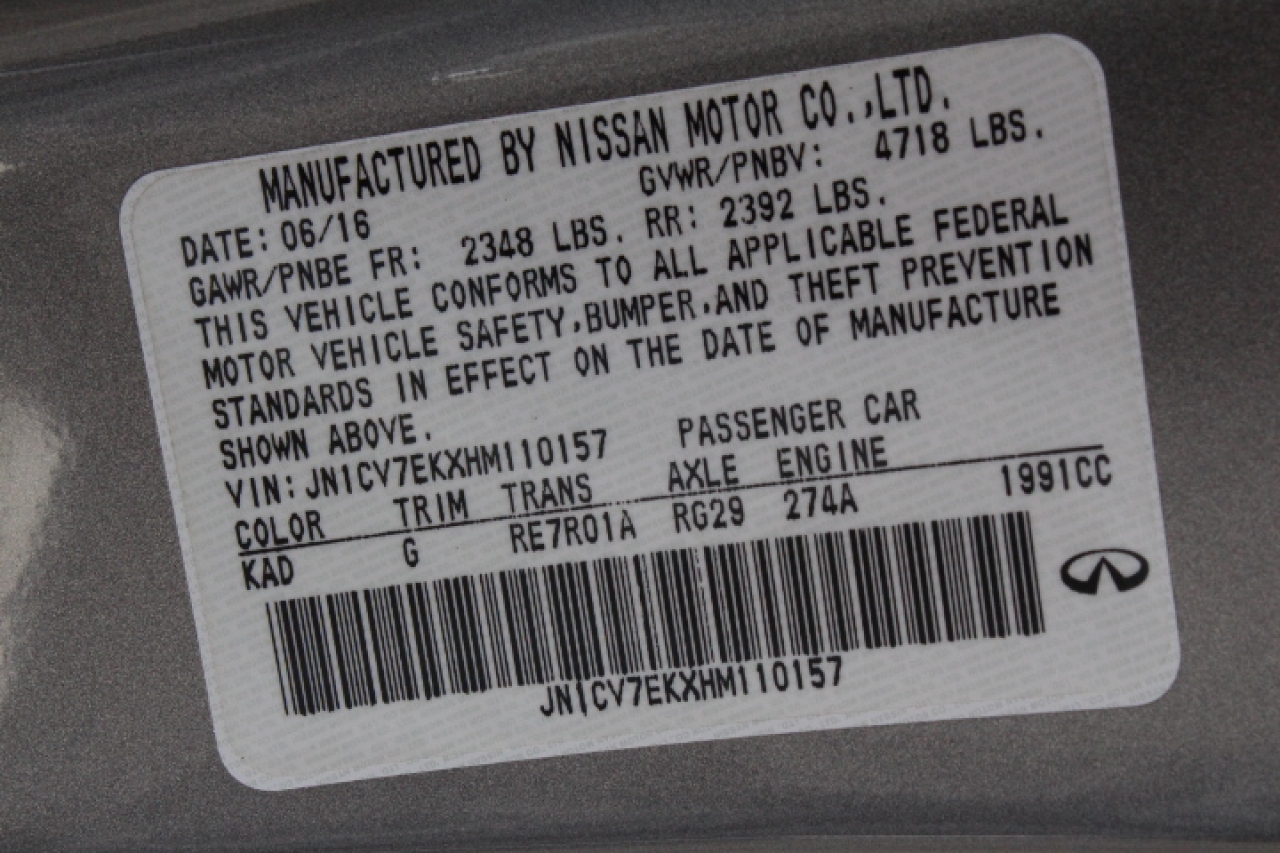 MANUFACTURED BY NISSAN MOTOR CO.,LTD.
DATE: 06/16 GVWR/PNBV: 4718 LBS.
GAWR/PNBE FR: 2348 LBS. RR: 2392 LBS.
THIS VEHICLE CONFORMS TO ALL APPLICABLE FEDERAL
MOTOR VEHICLE SAFETY,BUMPER,AND THEFT PREVENTION
STANDARDS IN EFFECT ON THE DATE OF MANUFACTURE
SHOWN ABOVE.
VIN: JN1CV7EKXHM110157 PASSENGER CAR
COLOR TRIM TRANS AXLE ENGINE
KAD G RE7R01A RG29 274A 1991CC
JN1CV7EKXHM110157